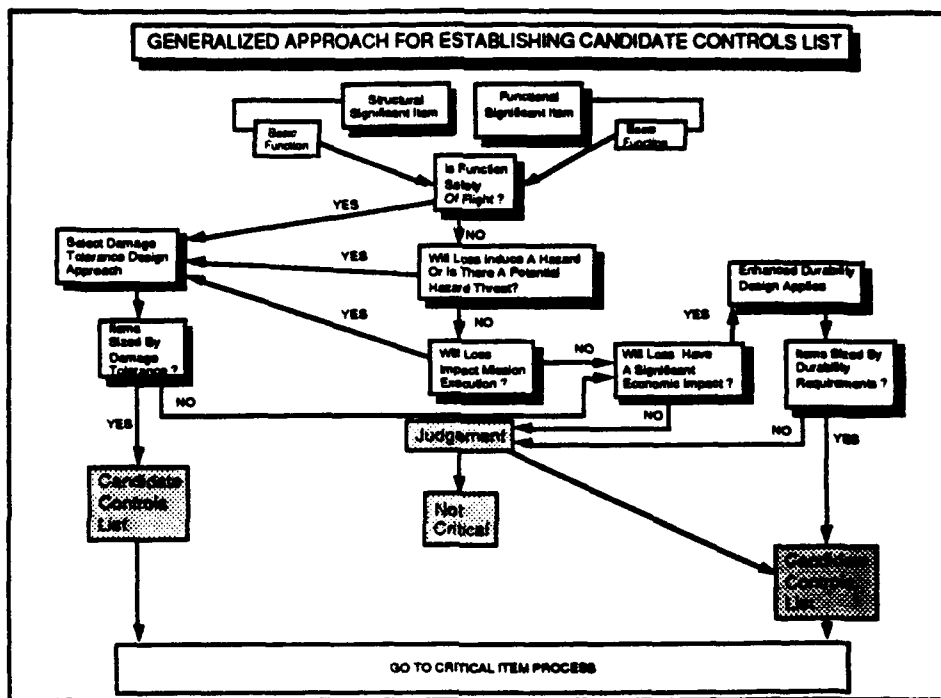 GENERALIZED APPROACH FOR ESTABLISHING CANDIDATE CONTROLS LIST
Structural
Significant Item
Functional
Significant Item
Basic
Function
Basic
Function
Is Function
Safety
Of Flight ?
YES
NO
Select Damage
Tolerance Design
Approach
YES
Will Loss Induce A Hazard
Or Is There A Potential
Hazard Threat?
Enhanced Durability
Design Applies
YES
NO
YES
Items
Sized By
Damage
Tolerance ?
Will Loss
Impact Mission
Execution ?
NO
Will Loss Have
A Significant
Economic Impact ?
Items Sized By
Durability
Requirements ?
NO
YES
NO
NO
YES
Judgement
Candidate
Controls
List
Not
Critical
Candidate
Controls
List
GO TO CRITICAL ITEM PROCESS